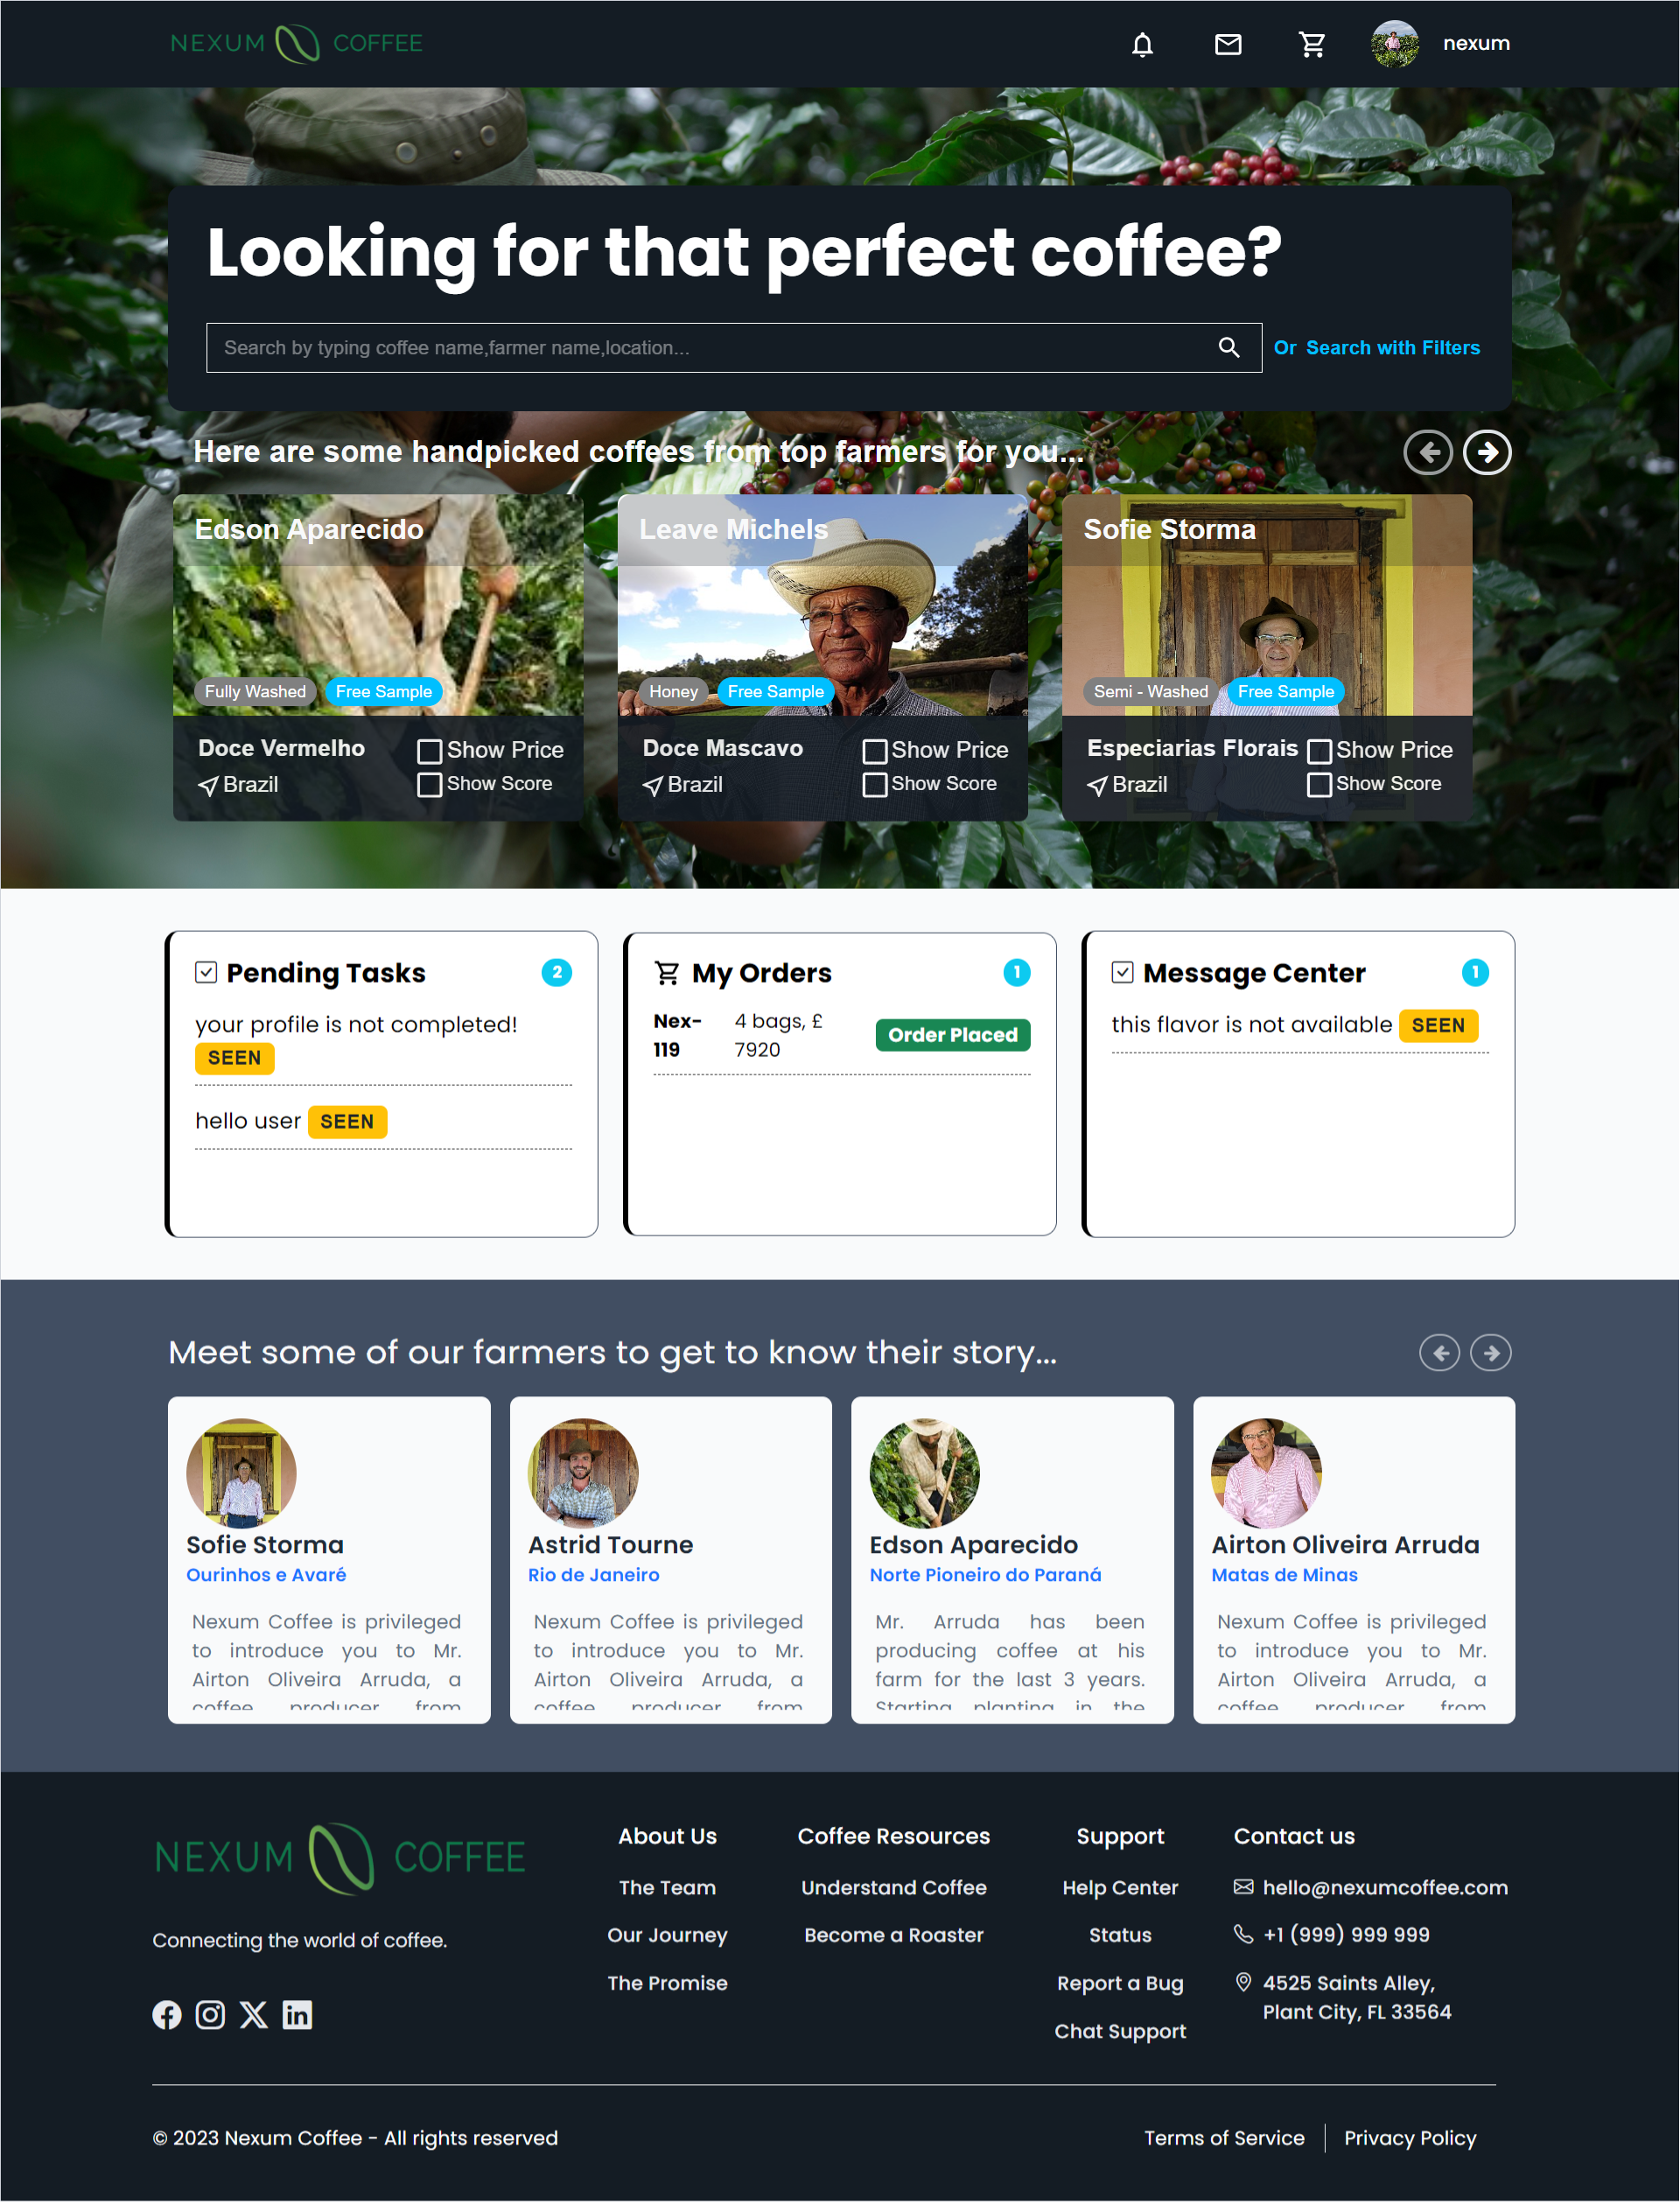 NEXUM COFFEE
nexum
Looking for that perfect coffee?
Search by typing coffee name,farmer name,location...
Or Search with Filters
Here are some handpicked coffees from top farmers for you...
Edson Aparecido
Fully Washed Free Sample
Doce Vermelho
Show Price
Brazil
Show Score
Leave Michels
Honey Free Sample
Doce Mascavo
Show Price
Brazil
Show Score
Sofie Storma
Semi - Washed Free Sample
Especiarias Florais
Show Price
Brazil
Show Score
Pending Tasks 2
your profile is not completed!
SEEN
hello user SEEN
My Orders 1
Nex-
119
4 bags, £
7920
Order Placed
Message Center 1
this flavor is not available SEEN
Meet some of our farmers to get to know their story...
Sofie Storma
Ourinhos e Avaré
Nexum Coffee is privileged
to introduce you to Mr.
Airton Oliveira Arruda, a
coffee producer from
Astrid Tourne
Rio de Janeiro
Nexum Coffee is privileged
to introduce you to Mr.
Airton Oliveira Arruda, a
coffee producer from
Edson Aparecido
Norte Pioneiro do Paraná
Mr. Arruda has been
producing coffee at his
farm for the last 3 years.
Starting planting in the
Airton Oliveira Arruda
Matas de Minas
Nexum Coffee is privileged
to introduce you to Mr.
Airton Oliveira Arruda, a
coffee producer from
NEXUM COFFEE
Connecting the world of coffee.
About Us
The Team
Our Journey
The Promise
Coffee Resources
Understand Coffee
Become a Roaster
Support
Help Center
Status
Report a Bug
Chat Support
Contact us
hello@nexumcoffee.com
+1 (999) 999 999
4525 Saints Alley,
Plant City, FL 33564
© 2023 Nexum Coffee - All rights reserved
Terms of Service
Privacy Policy